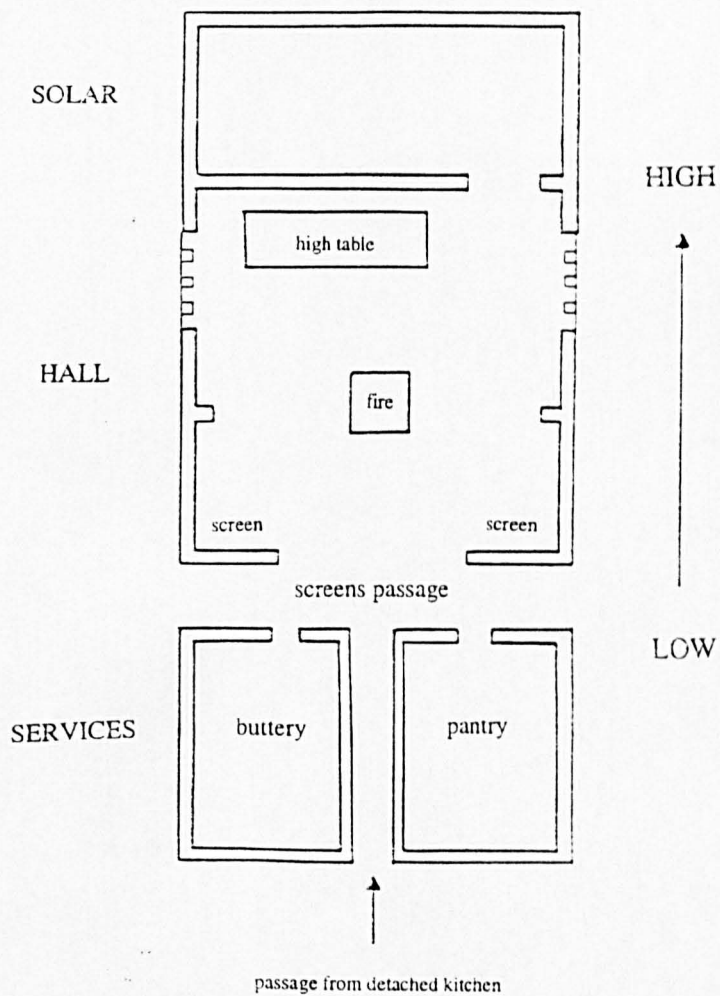 SOLAR
HIGH
high table
HALL
fire
screen screen
screens passage
LOW
SERVICES
buttery
pantry
passage from detached kitchen